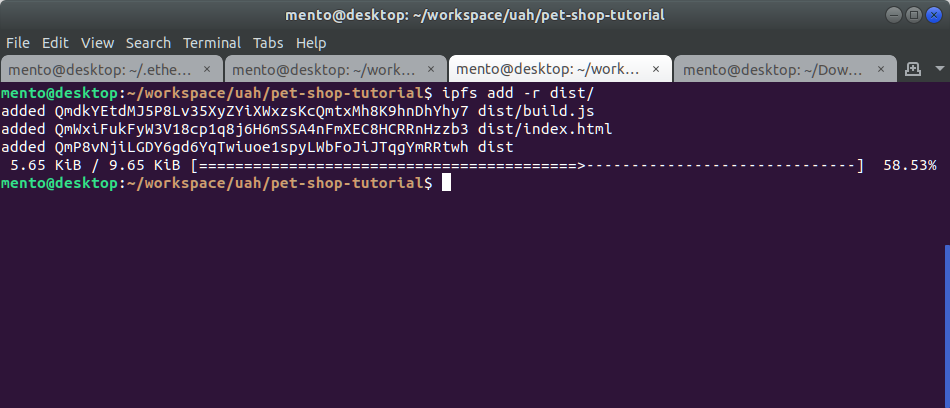 mento@desktop: ~/workspace/uah/pet-shop-tutorial
File Edit View Search Terminal Tabs Help
mento@desktop: ~/.ethe... × mento@desktop: ~/work... × mento@desktop: ~/work... × mento@desktop: ~/Dow... ×
mento@desktop:~/workspace/uah/pet-shop-tutorial$ ipfs add -r dist/
added QmdkYEtdMJ5P8Lv35XyZYiXWxzsKcQmtxMh8K9hnDhYhy7 dist/build.js
added QmWxiFukFyW3V18cp1q8j6H6mSSA4nFmXEC8HCRRnHzzb3 dist/index.html
added QmP8vNjiLGDY6gd6YqTwiuoe1spyLWbFoJiJTqgYmRRtwh dist
5.65 KiB / 9.65 KiB [==========================================>------------------------------] 58.53%
mento@desktop:~/workspace/uah/pet-shop-tutorial$